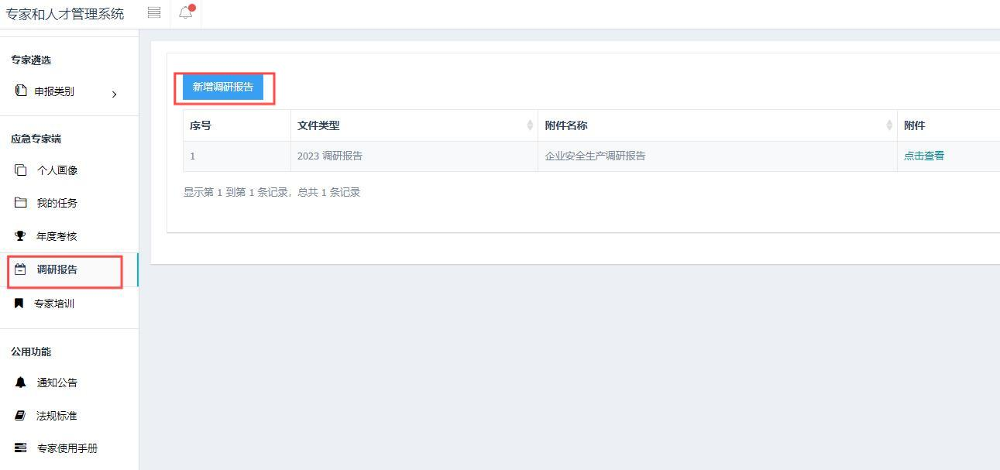 专家和人才管理系统
专家遴选
申报类别
应急专家端
个人画像
我的任务
年度考核
调研报告
专家培训
公用功能
通知公告
法规标准
专家使用手册
新增调研报告
序号 文件类型 附件名称 附件
1 2023 调研报告 企业安全生产调研报告 点击查看
显示第 1 到第 1 条记录，总共 1 条记录